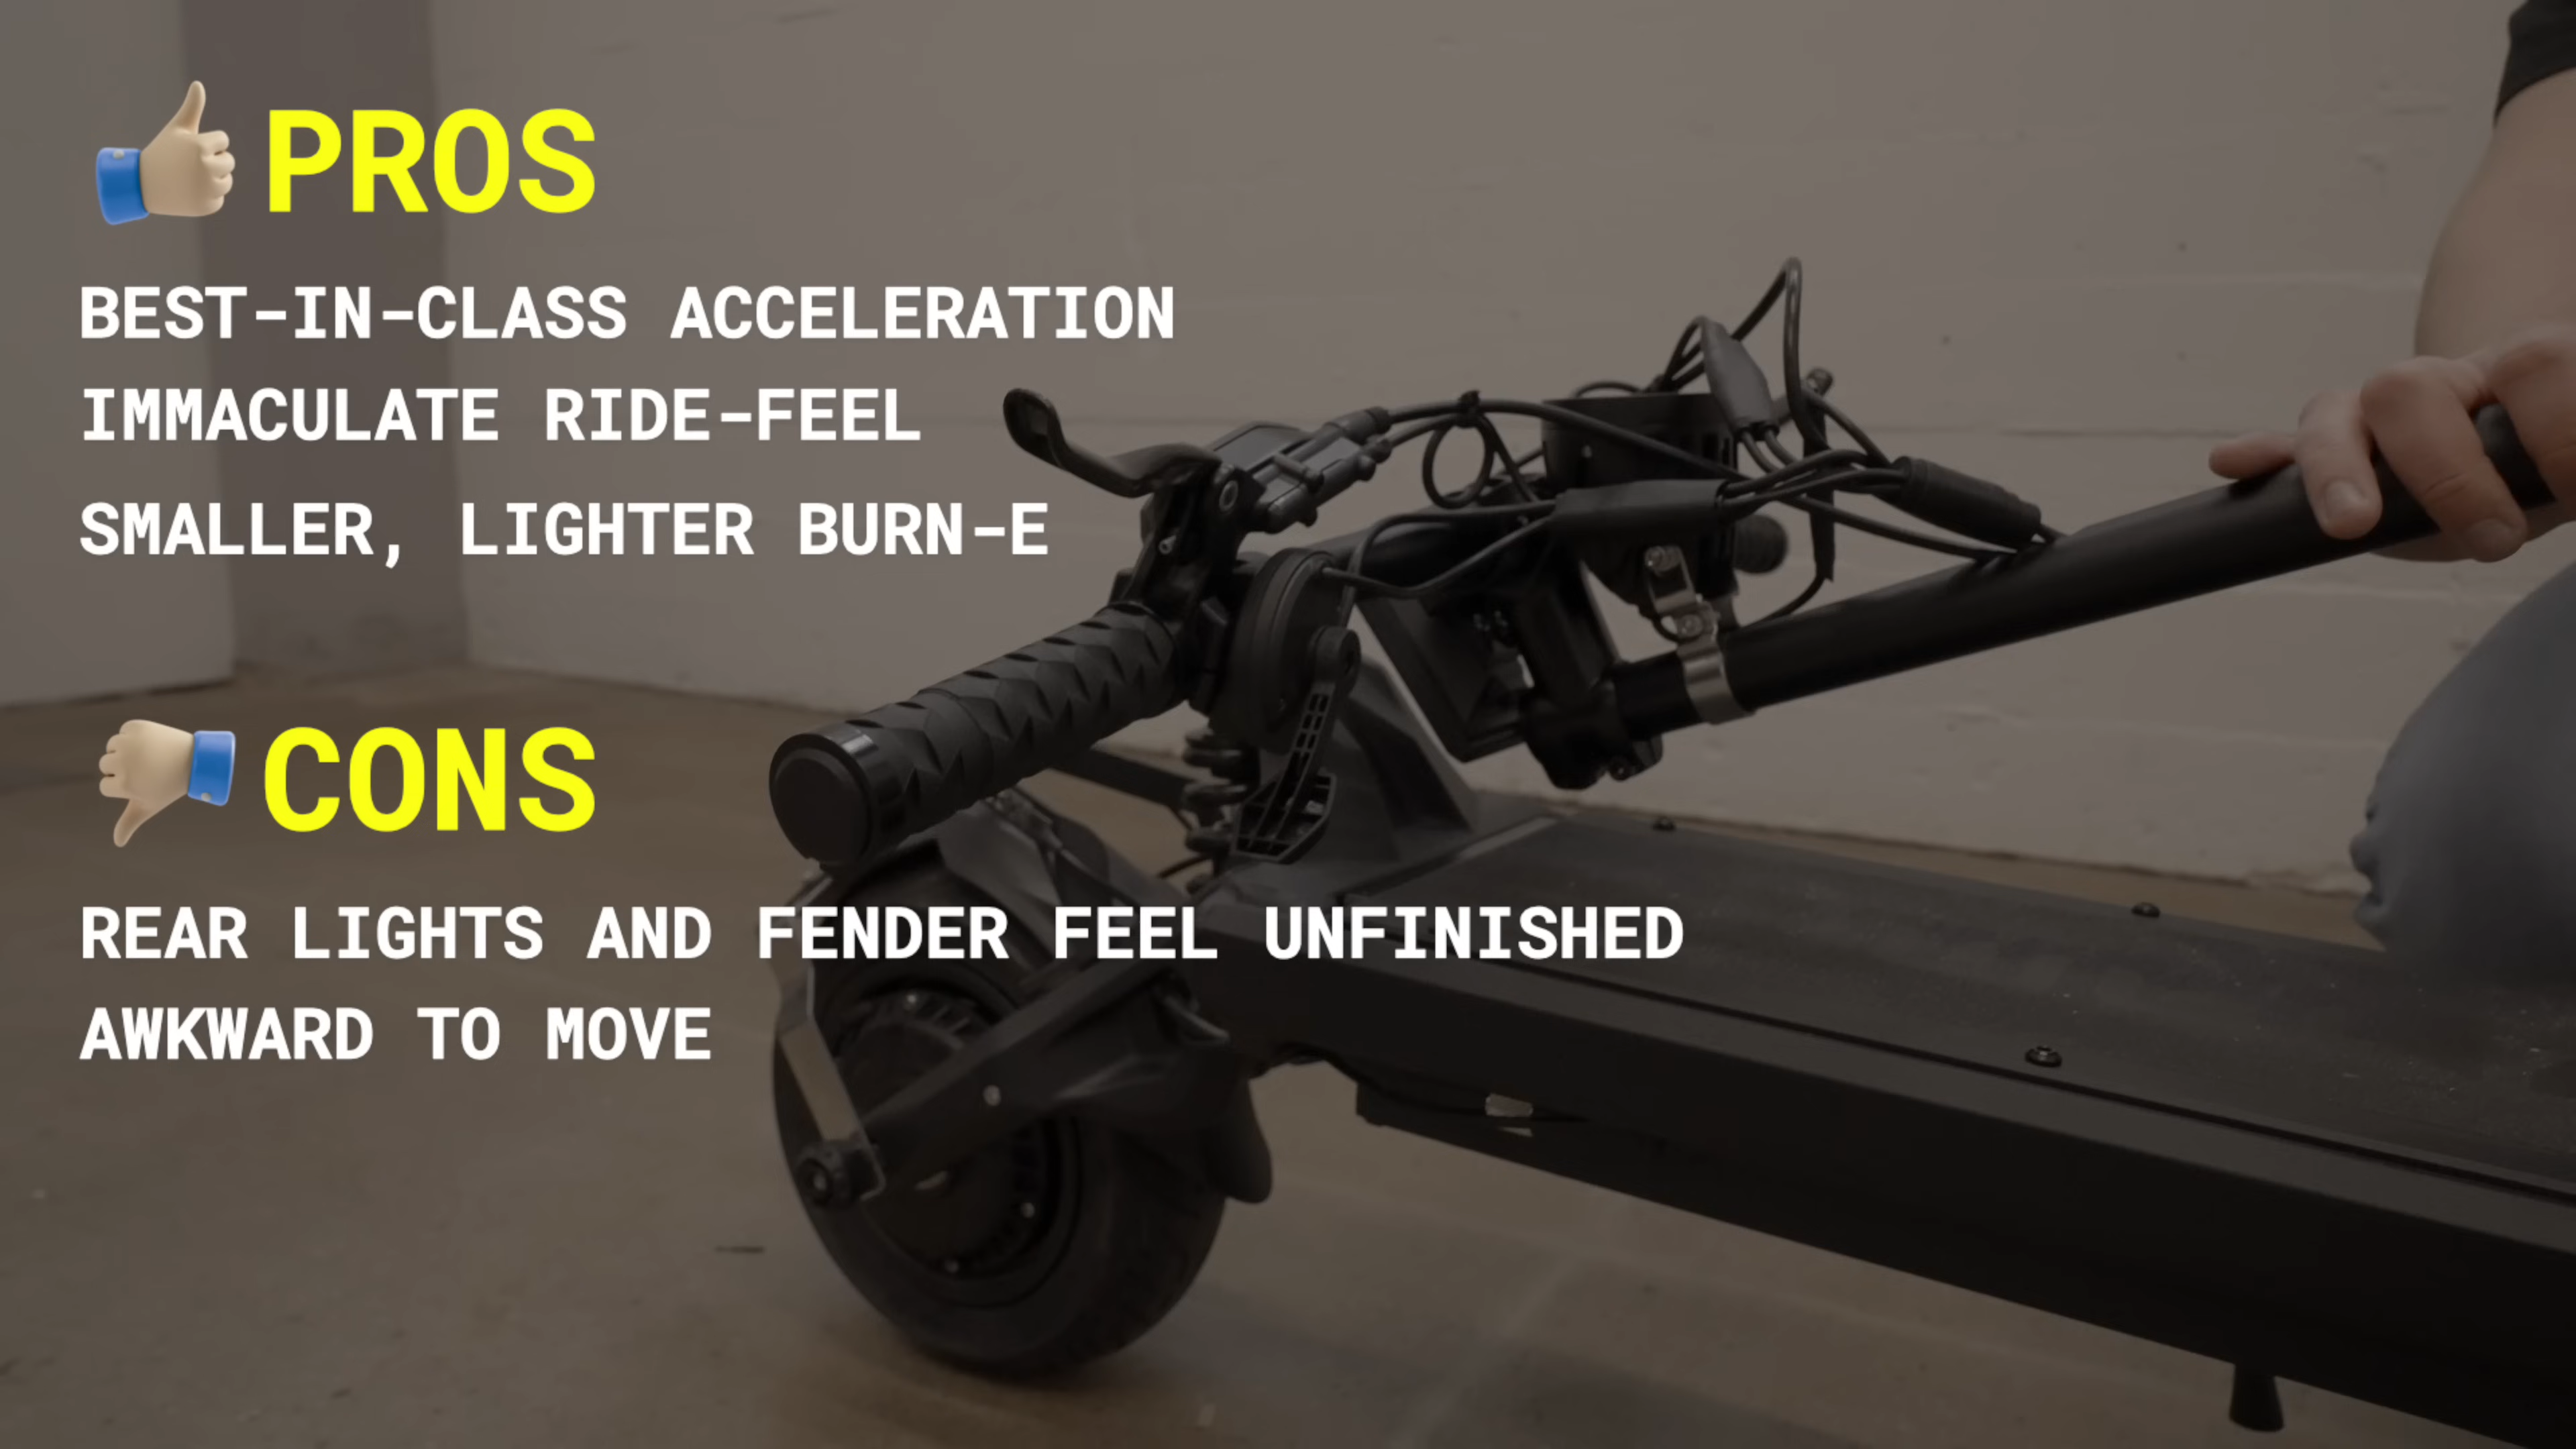 PROS
BEST-IN-CLASS ACCELERATION
IMMACULATE RIDE-FEEL
SMALLER, LIGHTER BURN-E
CONS
REAR LIGHTS AND FENDER FEEL UNFINISHED
AWKWARD TO MOVE